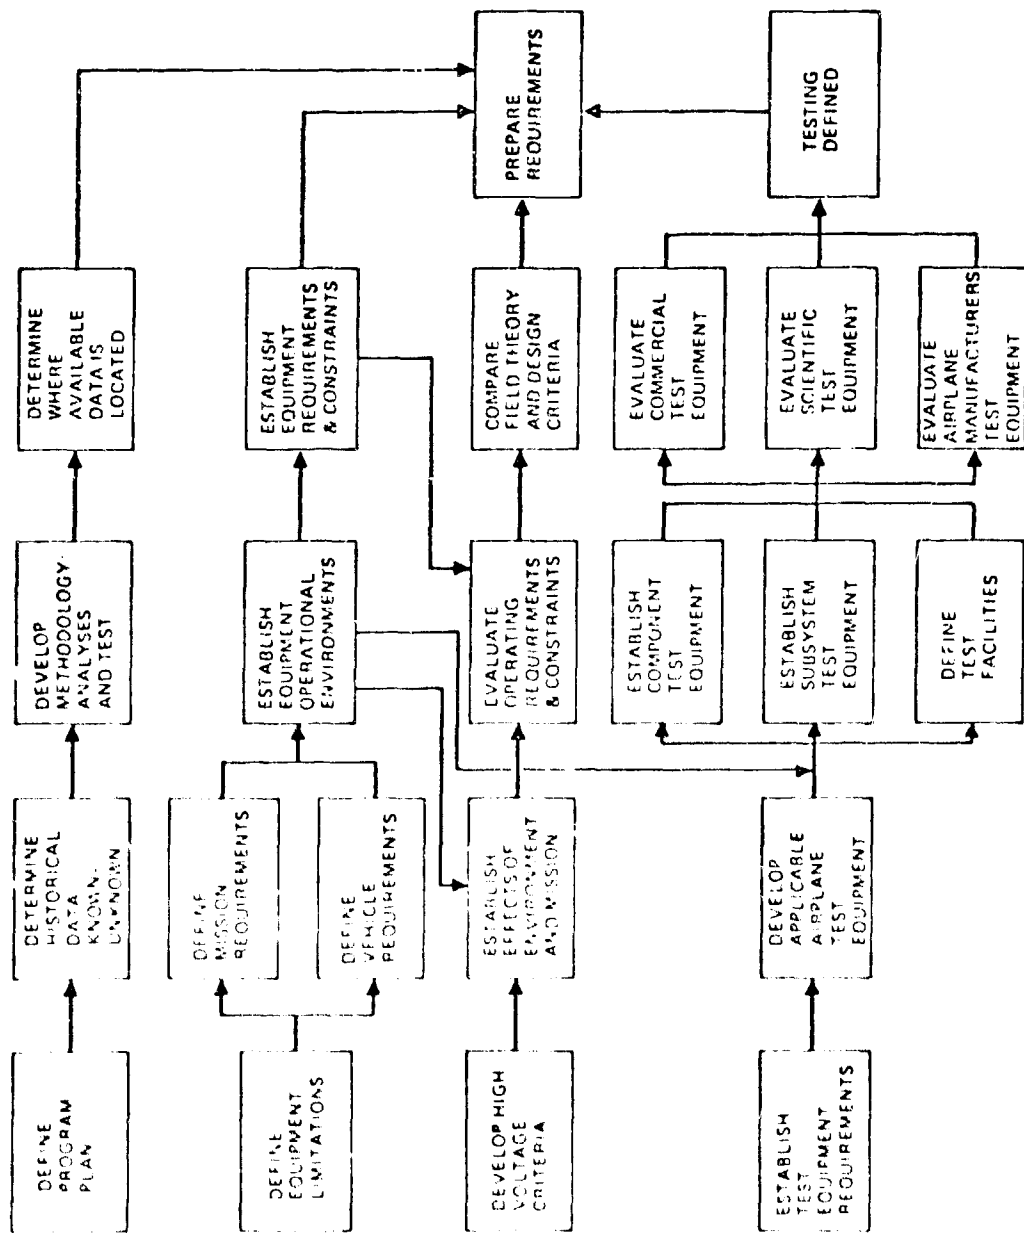 DEFINE
PROGRAM
PLAN
DETERMINE
HISTORICAL
DATA
KNOWN-
UNKNOWN
DEVELOP
METHODOLOGY-
ANALYSES
AND TEST
DETERMINE
WHERE
AVAILABLE
DATA IS
LOCATED
DEFINE
EQUIPMENT
LIMITATIONS
DEFINE
MISSION
REQUIREMENTS
DEFINE
VEHICLE
REQUIREMENTS
ESTABLISH
EQUIPMENT
OPERATIONAL
ENVIRONMENTS
ESTABLISH
EQUIPMENT
REQUIREMENTS
& CONSTRAINTS
DEVELOP HIGH
VOLTAGE
CRITERIA
ESTABLISH
EFFECTS OF
ENVIRONMENT
AND MISSION
EVALUATE
OPERATING
REQUIREMENTS
& CONSTRAINTS
COMPARE
FIELD THEORY
AND DESIGN
CRITERIA
PREPARE
REQUIREMENTS
ESTABLISH
TEST
EQUIPMENT
REQUIREMENTS
DEVELOP
APPLICABLE
AIRPLANE
TEST
EQUIPMENT
ESTABLISH
COMPONENT
TEST
EQUIPMENT
ESTABLISH
SUBSYSTEM
TEST
EQUIPMENT
DEFINE
TEST
FACILITIES
EVALUATE
COMMERCIAL
TEST
EQUIPMENT
EVALUATE
SCIENTIFIC
TEST
EQUIPMENT
EVALUATE
AIRPLANE
MANUFACTURERS
TEST
EQUIPMENT
TESTING
DEFINED